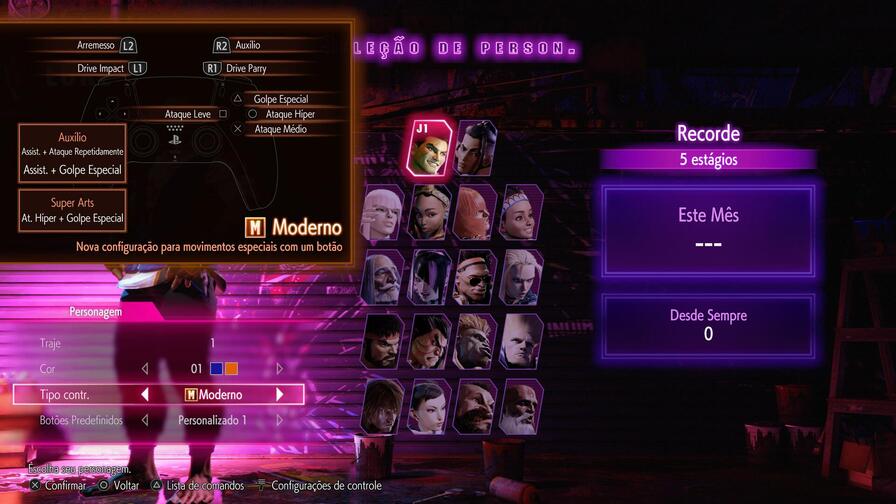 Arremesso L2
R2 Auxílio
LEÇÃO DE PERSON.
Drive Impact L1
R1 Drive Parry
Golpe Especial
Ataque Leve
Ataque Híper
Ataque Médio
Auxílio
Assist. + Ataque Repetidamente
Assist. + Golpe Especial
Super Arts
At. Híper + Golpe Especial
M Moderno
Nova configuração para movimentos especiais com um botão
J1
Recorde
5 estágios
Este Mês
---
Desde Sempre
0
Personagem
Traje 1
Cor 01
Tipo contr. M Moderno
Botões Predefinidos Personalizado 1
Escolha seu personagem.
Confirmar Voltar Lista de comandos Configurações de controle